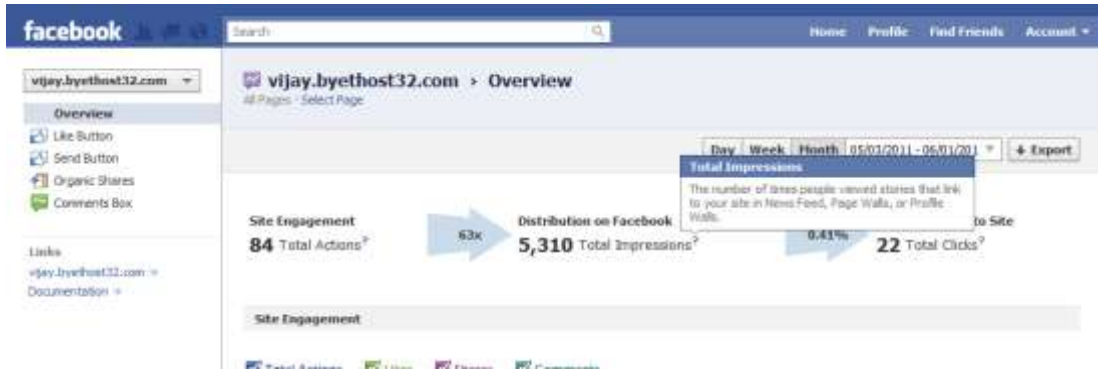 facebook
Search
Home Profile Find Friends Account
vijay.byethost32.com
Overview
Like Button
Send Button
Organic Shares
Comments Box
Links
vijay.byethost32.com
Documentation
vijay.byethost32.com › Overview
All Pages · Select Page
Day Week Month 05/03/2011 - 06/01/201
Export
Total Impressions
The number of times people viewed stories that link
to your site in News Feed, Page Walls, or Profile
Walls.
Site Engagement
84 Total Actions?
63x
Distribution on Facebook
5,310 Total Impressions?
0.41%
to Site
22 Total Clicks?
Site Engagement
Total Actions Likes Shares Comments